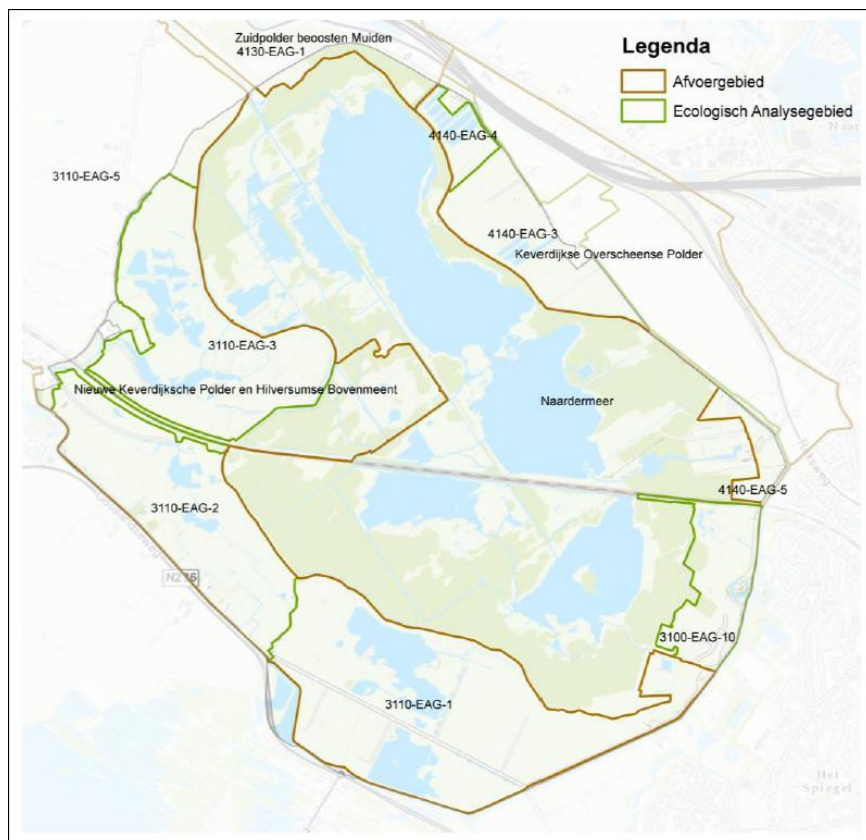 Zuidpolder beoosten Muiden
4130-EAG-1
Legenda
Afvoergebied
Ecologisch Analysegebied
4140-EAG-4
Naar
3110-EAG-5
4140-EAG-3
Keverdijkse Overscheense Polder
3110-EAG-3
Nieuwe Keverdijksche Polder en Hilversumse Bovenmeent
Naardermeer
4140-EAG-5
3110-EAG-2
3100-EAG-10
3110-EAG-1
Het
Spiegel